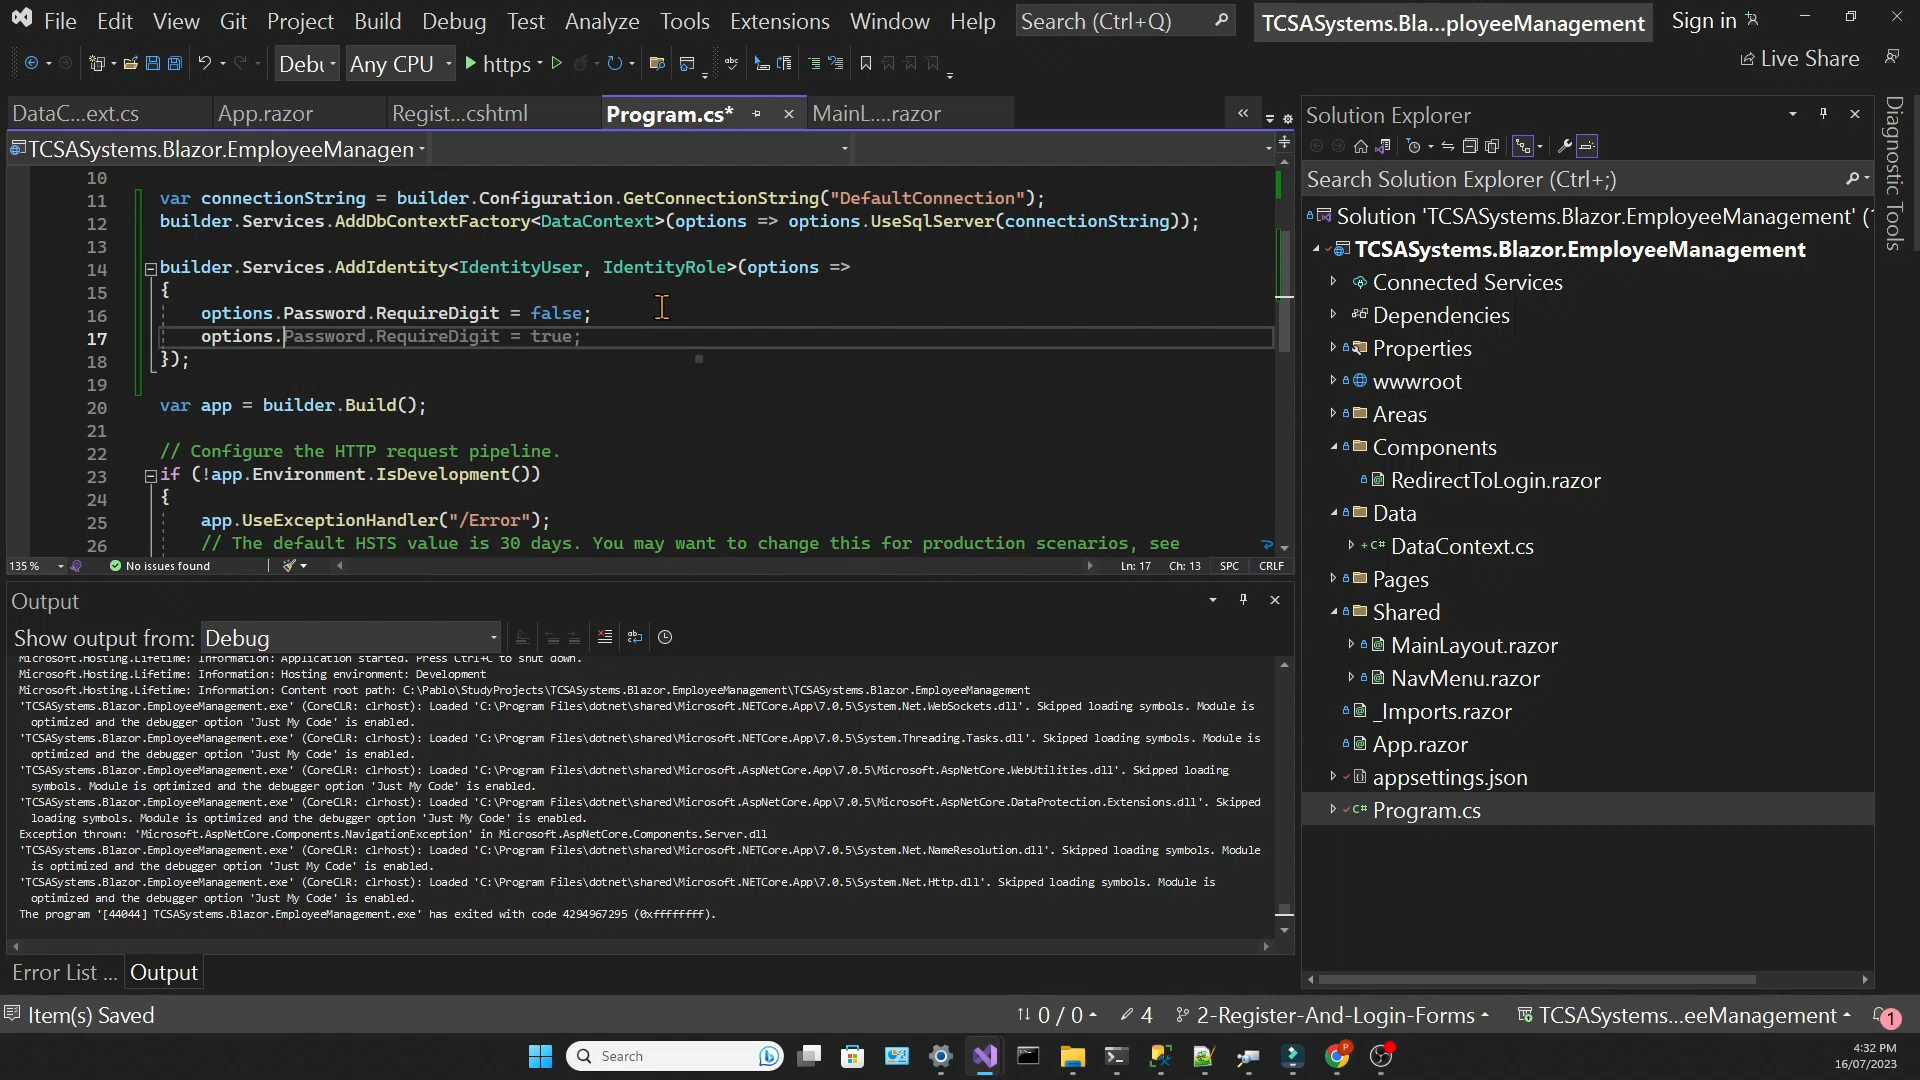 File Edit View Git Project Build Debug Test Analyze Tools Extensions Window Help Search (Ctrl+Q) TCSASystems.Bla...ployeeManagement Sign in
Debu Any CPU https Live Share
DataC...ext.cs App.razor Regist...cshtml Program.cs* MainL....razor
TCSASystems.Blazor.EmployeeManagen
10
11 var connectionString = builder.Configuration.GetConnectionString("DefaultConnection");
12 builder.Services.AddDbContextFactory<DataContext>(options => options.UseSqlServer(connectionString));
13
14 builder.Services.AddIdentity<IdentityUser, IdentityRole>(options =>
15 {
16 options.Password.RequireDigit = false;
17 options.Password.RequireDigit = true;
18 });
19
20 var app = builder.Build();
21
22 // Configure the HTTP request pipeline.
23 if (!app.Environment.IsDevelopment())
24 {
25 app.UseExceptionHandler("/Error");
26 // The default HSTS value is 30 days. You may want to change this for production scenarios, see
135 % No issues found Ln: 17 Ch: 13 SPC CRLF
Output
Show output from: Debug
Microsoft.Hosting.Lifetime: Information: Application started. Press Ctrl+C to shut down.
Microsoft.Hosting.Lifetime: Information: Hosting environment: Development
Microsoft.Hosting.Lifetime: Information: Content root path: C:\Pablo\StudyProjects\TCSASystems.Blazor.EmployeeManagement\TCSASystems.Blazor.EmployeeManagement
'TCSASystems.Blazor.EmployeeManagement.exe' (CoreCLR: clrhost): Loaded 'C:\Program Files\dotnet\shared\Microsoft.NETCore.App\7.0.5\System.Net.WebSockets.dll'. Skipped loading symbols. Module is
optimized and the debugger option 'Just My Code' is enabled.
'TCSASystems.Blazor.EmployeeManagement.exe' (CoreCLR: clrhost): Loaded 'C:\Program Files\dotnet\shared\Microsoft.NETCore.App\7.0.5\System.Threading.Tasks.dll'. Skipped loading symbols. Module is
optimized and the debugger option 'Just My Code' is enabled.
'TCSASystems.Blazor.EmployeeManagement.exe' (CoreCLR: clrhost): Loaded 'C:\Program Files\dotnet\shared\Microsoft.AspNetCore.App\7.0.5\Microsoft.AspNetCore.WebUtilities.dll'. Skipped loading
symbols. Module is optimized and the debugger option 'Just My Code' is enabled.
'TCSASystems.Blazor.EmployeeManagement.exe' (CoreCLR: clrhost): Loaded 'C:\Program Files\dotnet\shared\Microsoft.AspNetCore.App\7.0.5\Microsoft.AspNetCore.DataProtection.Extensions.dll'. Skipped
loading symbols. Module is optimized and the debugger option 'Just My Code' is enabled.
Exception thrown: 'Microsoft.AspNetCore.Components.NavigationException' in Microsoft.AspNetCore.Components.Server.dll
'TCSASystems.Blazor.EmployeeManagement.exe' (CoreCLR: clrhost): Loaded 'C:\Program Files\dotnet\shared\Microsoft.NETCore.App\7.0.5\System.Net.NameResolution.dll'. Skipped loading symbols. Module
is optimized and the debugger option 'Just My Code' is enabled.
'TCSASystems.Blazor.EmployeeManagement.exe' (CoreCLR: clrhost): Loaded 'C:\Program Files\dotnet\shared\Microsoft.NETCore.App\7.0.5\System.Net.Http.dll'. Skipped loading symbols. Module is
optimized and the debugger option 'Just My Code' is enabled.
The program '[44044] TCSASystems.Blazor.EmployeeManagement.exe' has exited with code 4294967295 (0xffffffff).
Error List ... Output
Solution Explorer
Search Solution Explorer (Ctrl+;)
Solution 'TCSASystems.Blazor.EmployeeManagement' (
TCSASystems.Blazor.EmployeeManagement
Connected Services
Dependencies
Properties
wwwroot
Areas
Components
RedirectToLogin.razor
Data
DataContext.cs
Pages
Shared
MainLayout.razor
NavMenu.razor
_Imports.razor
App.razor
appsettings.json
Program.cs
Diagnostic Tools
Item(s) Saved 0 / 0 4 2-Register-And-Login-Forms TCSASystems...eeManagement 1
Search 4:32 PM
16/07/2023